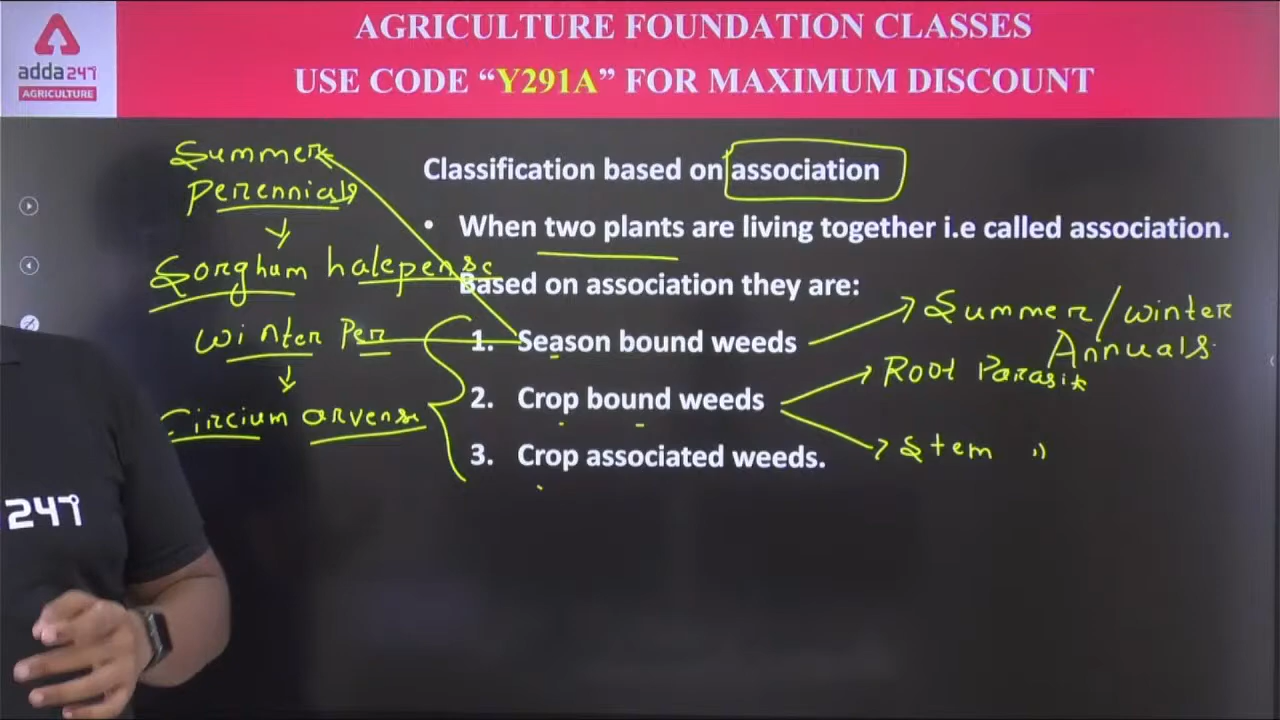 AGRICULTURE FOUNDATION CLASSES
USE CODE “Y291A” FOR MAXIMUM DISCOUNT
adda247
AGRICULTURE
Classification based on association
• When two plants are living together i.e called association.
Based on association they are:
1. Season bound weeds
2. Crop bound weeds
3. Crop associated weeds.
Summer
Perennials
Sorghum halepense
Winter Per
Circium arvense
Summer/winter
Annuals
Root Parasite
Stem "
247